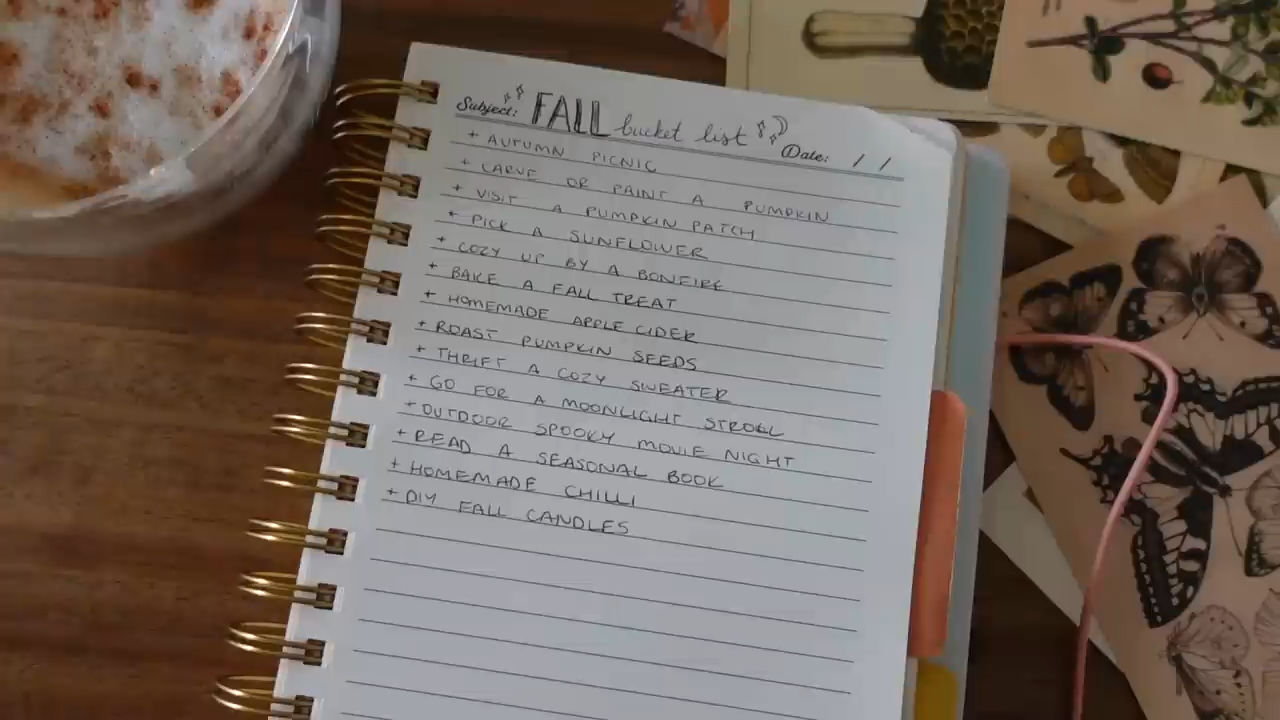 Subject: FALL bucket list Date: / /
+ AUTUMN PICNIC
+ CARVE OR PAINT A PUMPKIN
+ VISIT A PUMPKIN PATCH
+ PICK A SUNFLOWER
+ COZY UP BY A BONFIRE
+ BAKE A FALL TREAT
+ HOMEMADE APPLE CIDER
+ ROAST PUMPKIN SEEDS
+ THRIFT A COZY SWEATER
+ GO FOR A MOONLIGHT STROLL
+ OUTDOOR SPOOKY MOVIE NIGHT
+ READ A SEASONAL BOOK
+ HOMEMADE CHILLI
+ DIY FALL CANDLES